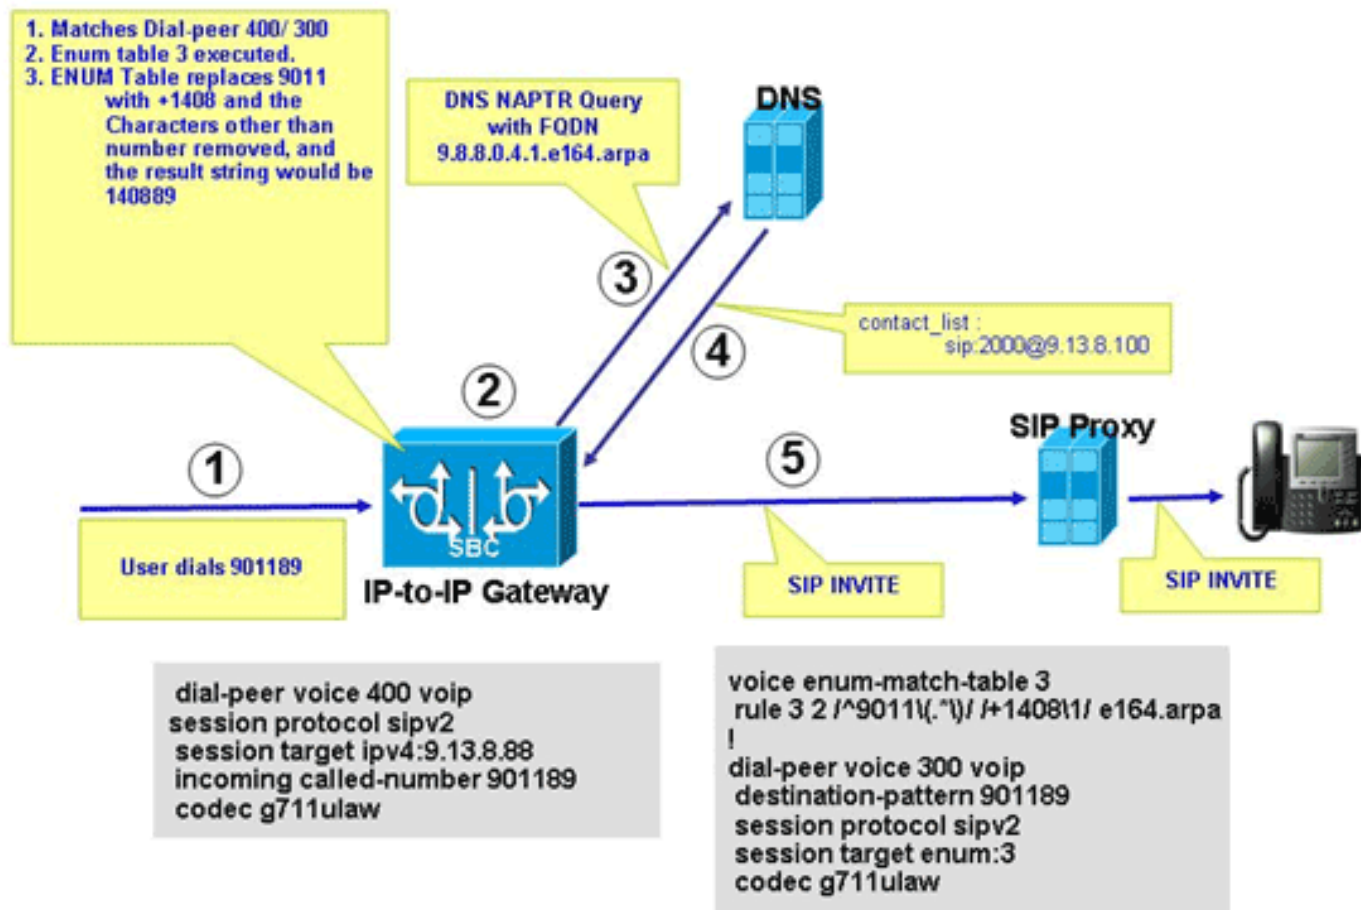 1. Matches Dial-peer 400/ 300
2. Enum table 3 executed.
3. ENUM Table replaces 9011
with +1408 and the
Characters other than
number removed, and
the result string would be
140889
DNS NAPTR Query
with FQDN
9.8.8.0.4.1.e164.arpa
DNS
3
4
contact_list :
sip:2000@9.13.8.100
2
1
User dials 901189
SBC
IP-to-IP Gateway
5
SIP INVITE
SIP Proxy
SIP INVITE
dial-peer voice 400 voip
session protocol sipv2
session target ipv4:9.13.8.88
incoming called-number 901189
codec g711ulaw
voice enum-match-table 3
rule 3 2 /^9011\(.*\)/ /+1408\1/ e164.arpa
!
dial-peer voice 300 voip
destination-pattern 901189
session protocol sipv2
session target enum:3
codec g711ulaw